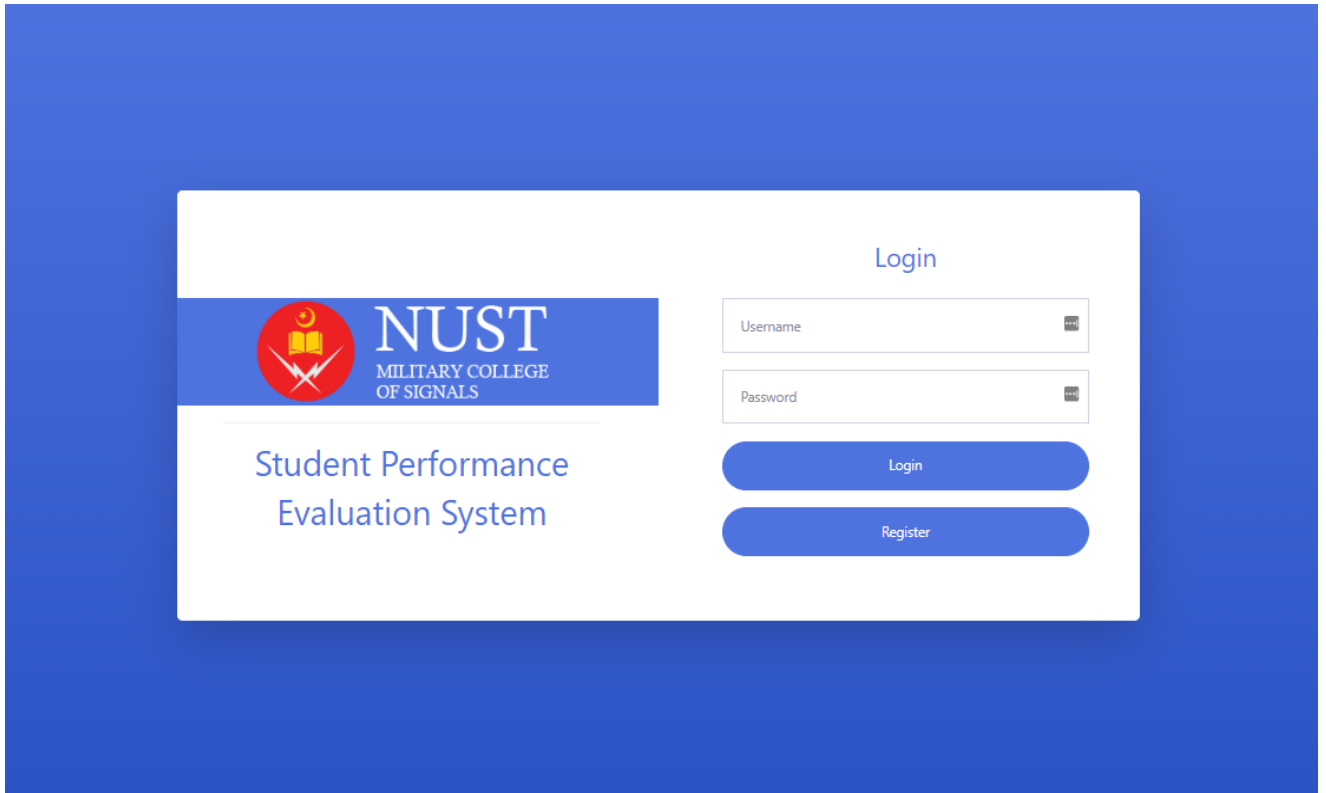 NUST
MILITARY COLLEGE
OF SIGNALS
Student Performance
Evaluation System
Login
Username
Password
Login
Register